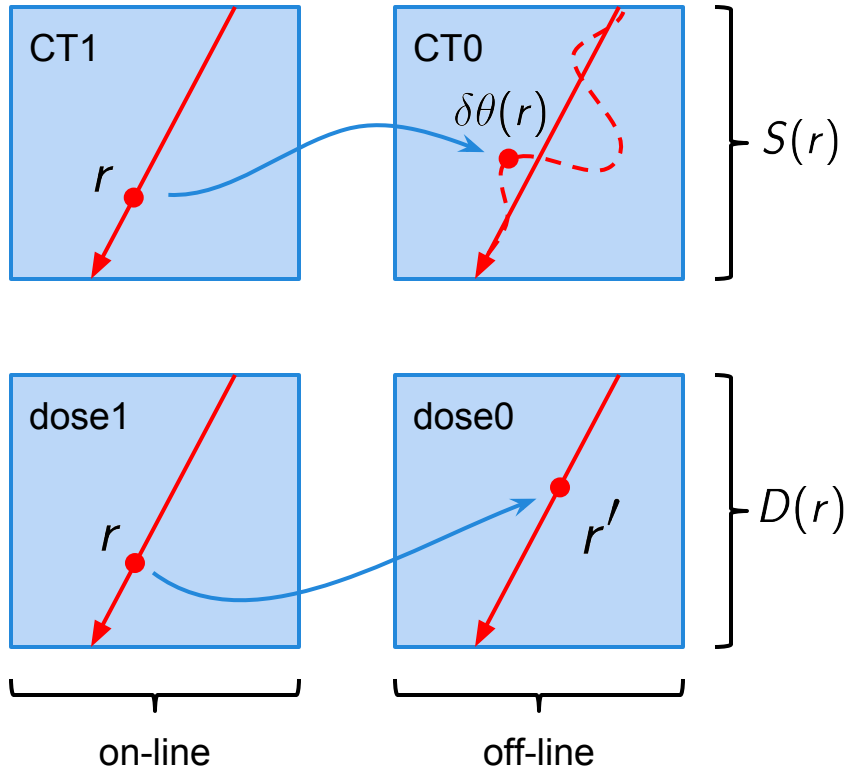 CT1
CT0
δθ(r)
r
S(r)
dose1
dose0
r
r′
D(r)
on-line
off-line